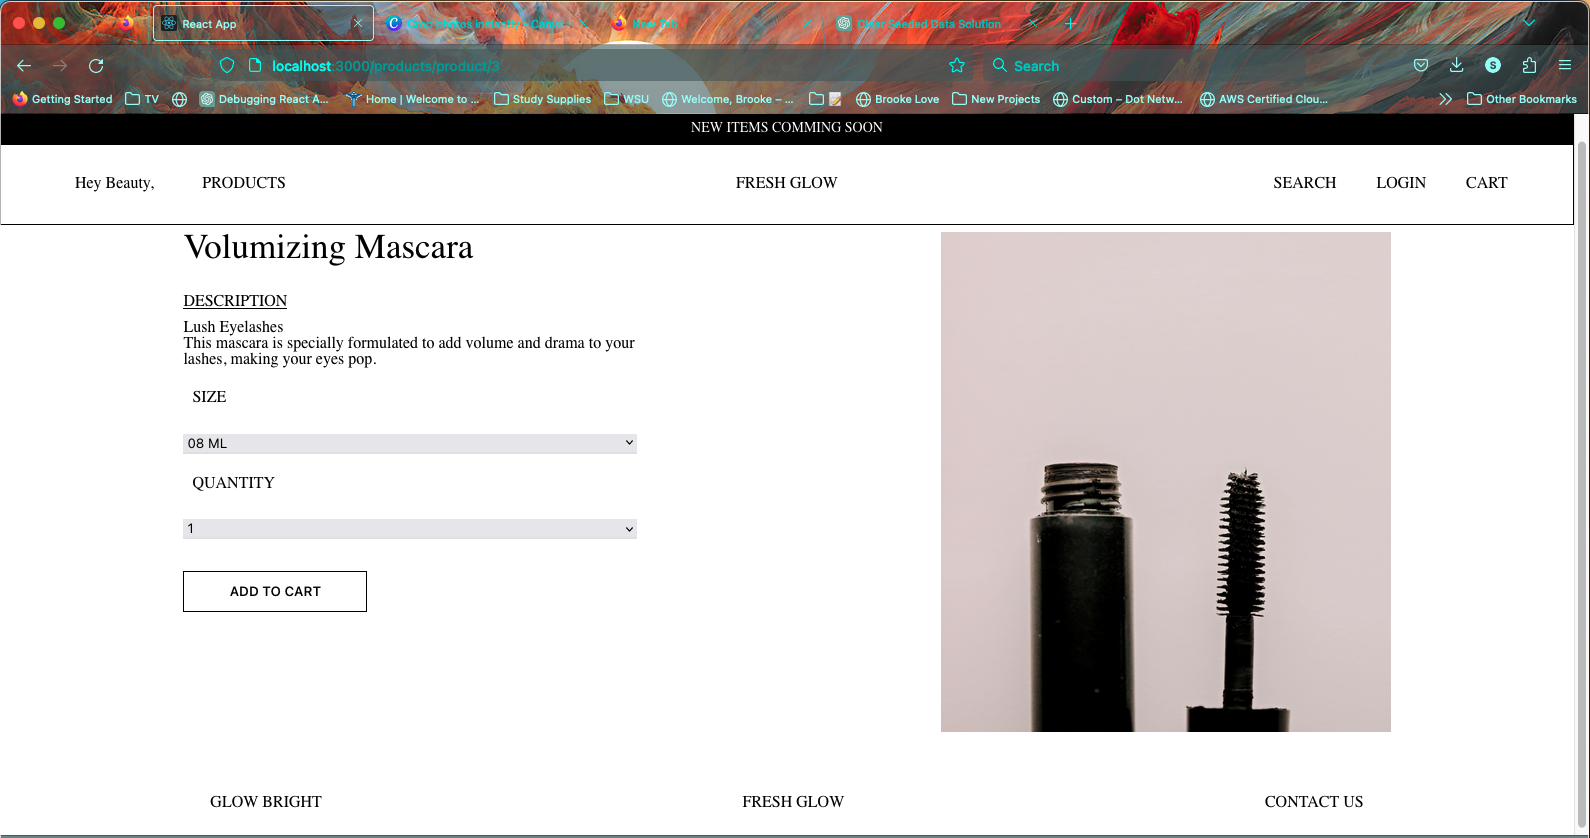 React App
Clear Seeded Data Solution
localhost:3000/products/product/3
Search
S
Getting Started
TV
Debugging React A...
Home | Welcome to ...
Study Supplies
WSU
Welcome, Brooke – ...
Brooke Love
New Projects
Custom – Dot Netw...
AWS Certified Clou...
Other Bookmarks
NEW ITEMS COMMING SOON
Hey Beauty,
PRODUCTS
FRESH GLOW
SEARCH
LOGIN
CART
Volumizing Mascara
DESCRIPTION
Lush Eyelashes
This mascara is specially formulated to add volume and drama to your
lashes, making your eyes pop.
SIZE
08 ML
QUANTITY
1
ADD TO CART
GLOW BRIGHT
FRESH GLOW
CONTACT US